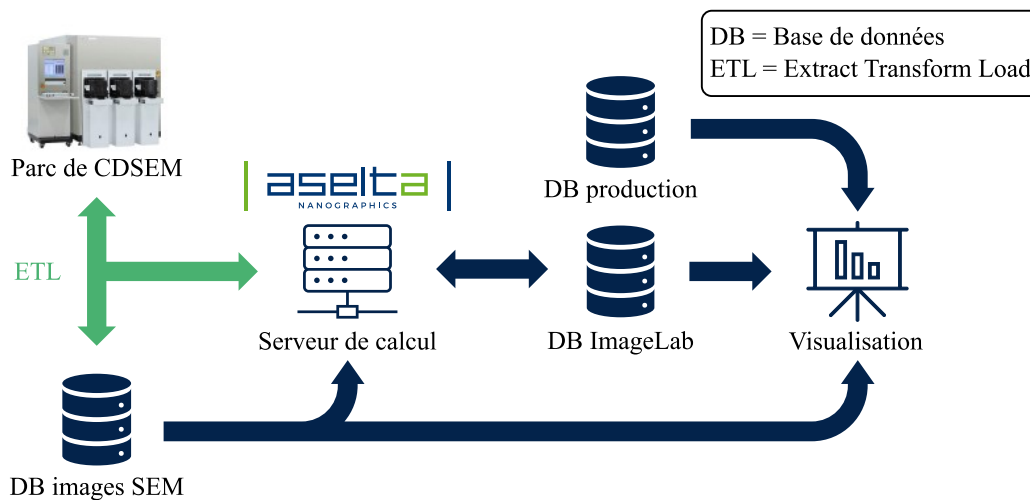 DB = Base de données
ETL = Extract Transform Load
Parc de CDSEM
aselta
NANOGRAPHICS
DB production
ETL
Serveur de calcul
DB ImageLab
Visualisation
DB images SEM